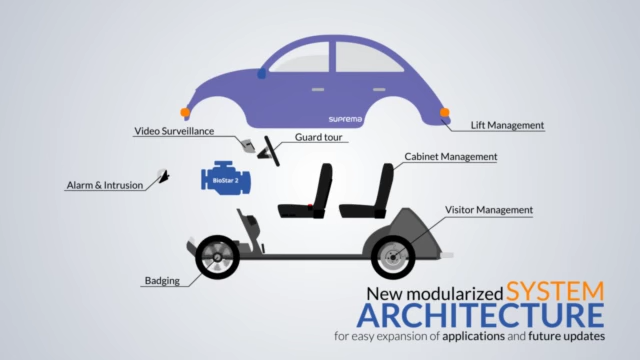 suprema
Lift Management
Video Surveillance
Guard tour
Cabinet Management
Alarm & Intrusion
BioStar 2
Visitor Management
Badging
New modularized SYSTEM
ARCHITECTURE
for easy expansion of applications and future updates